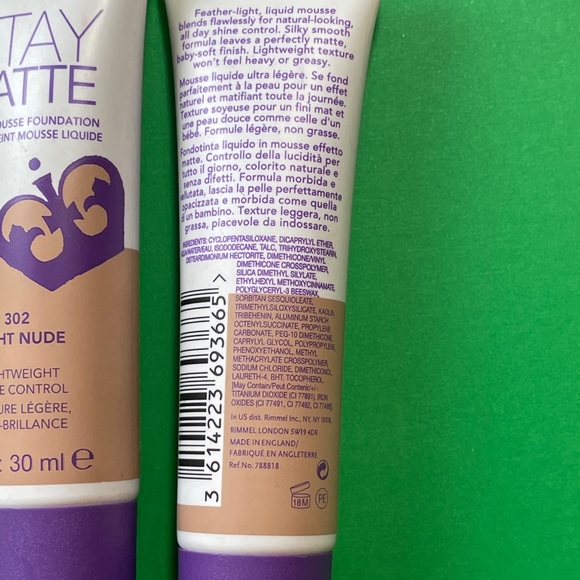 TAY
ATTE
OUSSE FOUNDATION
EINT MOUSSE LIQUIDE
302
HT NUDE
HTWEIGHT
E CONTROL
URE LÉGÈRE,
-BRILLANCE
30 ml e
Feather-light, liquid mousse
blends flawlessly for natural-looking,
all day shine control. Silky smooth
formula leaves a perfectly matte,
baby-soft finish. Lightweight texture
won't feel heavy or greasy.
Mousse liquide ultra légère. Se fond
parfaitement à la peau pour un effet
naturel et matifiant toute la journée.
Texture soyeuse pour un fini mat et
une peau douce comme celle d'un
bébé. Formule légère, non grasse.
Fondotinta liquido in mousse effetto
matte. Controllo della lucidità per
tutto il giorno, colorito naturale e
senza difetti. Formula morbida e
vellutata, lascia la pelle perfettamente
opacizzata e morbida come quella
di un bambino. Texture leggera, non
grassa, piacevole da indossare.
INGREDIENTS: CYCLOPENTASILOXANE, DICAPRYLYL ETHER,
AQUA/WATER/EAU, ISODODECANE, TALC, TRIHYDROXYSTEARIN,
DISTEARDIMONIUM HECTORITE, DIMETHICONE/VINYL
DIMETHICONE CROSSPOLYMER,
SILICA DIMETHYL SILYLATE,
ETHYLHEXYL METHOXYCINNAMATE,
POLYGLYCERYL-3 BEESWAX,
SORBITAN SESQUIOLEATE,
TRIMETHYLSILOXYSILICATE, KAOLIN,
TRIBEHENIN, ALUMINUM STARCH
OCTENYLSUCCINATE, PROPYLENE
CARBONATE, PEG-10 DIMETHICONE,
CAPRYLYL GLYCOL, POLYPROPYLENE,
PHENOXYETHANOL, METHYL
METHACRYLATE CROSSPOLYMER,
SODIUM CHLORIDE, DIMETHICONOL,
LAURETH-4, BHT, TOCOPHEROL.
[May Contain/Peut Contenir/+/-:
TITANIUM DIOXIDE (CI 77891), IRON
OXIDES (CI 77491, CI 77492, CI 77499)]
In US dist. Rimmel Inc., NY, NY 10016
RIMMEL LONDON SW19 4DR
MADE IN ENGLAND/
FABRIQUÉ EN ANGLETERRE
Ref.No. 788818
18M
PE
3 614223 693665 >